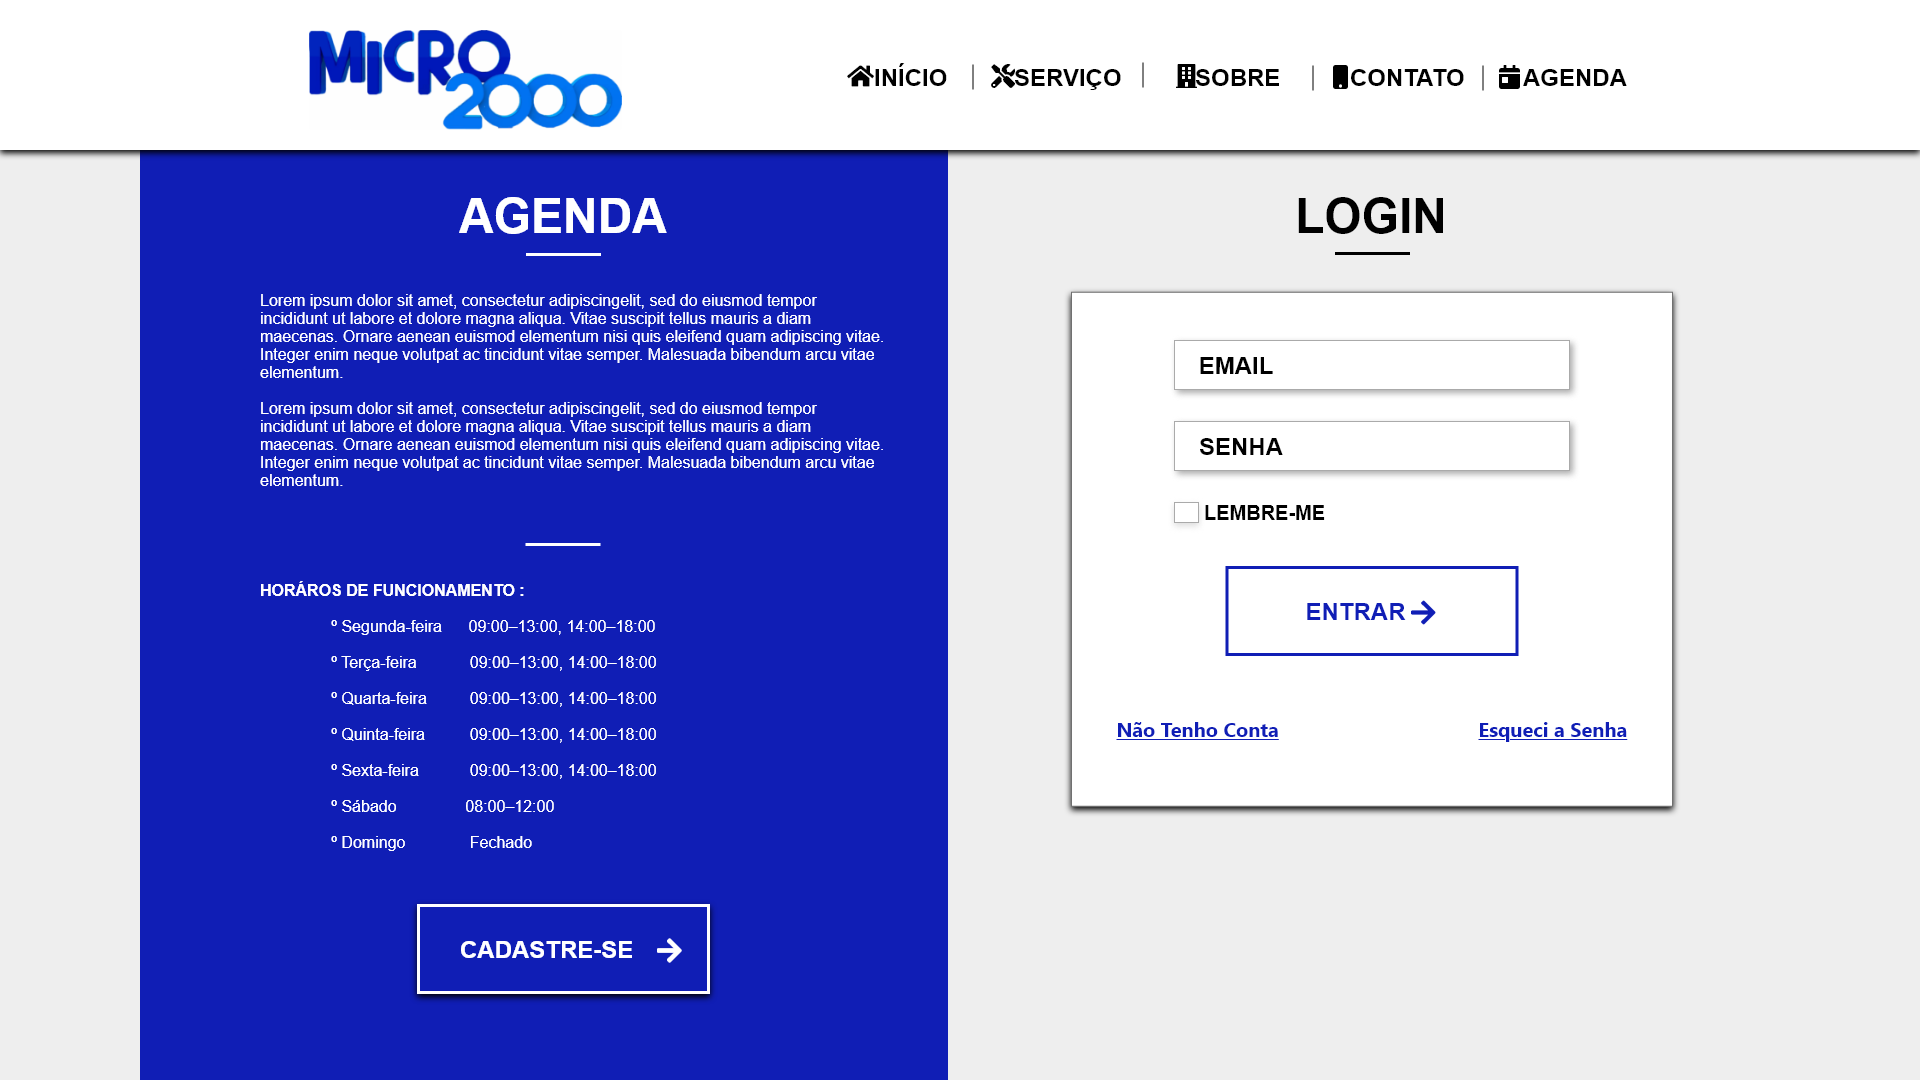 MICRO
2000
INÍCIO | SERVIÇO | SOBRE | CONTATO | AGENDA
AGENDA
Lorem ipsum dolor sit amet, consectetur adipiscingelit, sed do eiusmod tempor
incididunt ut labore et dolore magna aliqua. Vitae suscipit tellus mauris a diam
maecenas. Ornare aenean euismod elementum nisi quis eleifend quam adipiscing vitae.
Integer enim neque volutpat ac tincidunt vitae semper. Malesuada bibendum arcu vitae
elementum.
Lorem ipsum dolor sit amet, consectetur adipiscingelit, sed do eiusmod tempor
incididunt ut labore et dolore magna aliqua. Vitae suscipit tellus mauris a diam
maecenas. Ornare aenean euismod elementum nisi quis eleifend quam adipiscing vitae.
Integer enim neque volutpat ac tincidunt vitae semper. Malesuada bibendum arcu vitae
elementum.
HORÁROS DE FUNCIONAMENTO :
º Segunda-feira 09:00–13:00, 14:00–18:00
º Terça-feira 09:00–13:00, 14:00–18:00
º Quarta-feira 09:00–13:00, 14:00–18:00
º Quinta-feira 09:00–13:00, 14:00–18:00
º Sexta-feira 09:00–13:00, 14:00–18:00
º Sábado 08:00–12:00
º Domingo Fechado
CADASTRE-SE
LOGIN
EMAIL
SENHA
LEMBRE-ME
ENTRAR
Não Tenho Conta
Esqueci a Senha